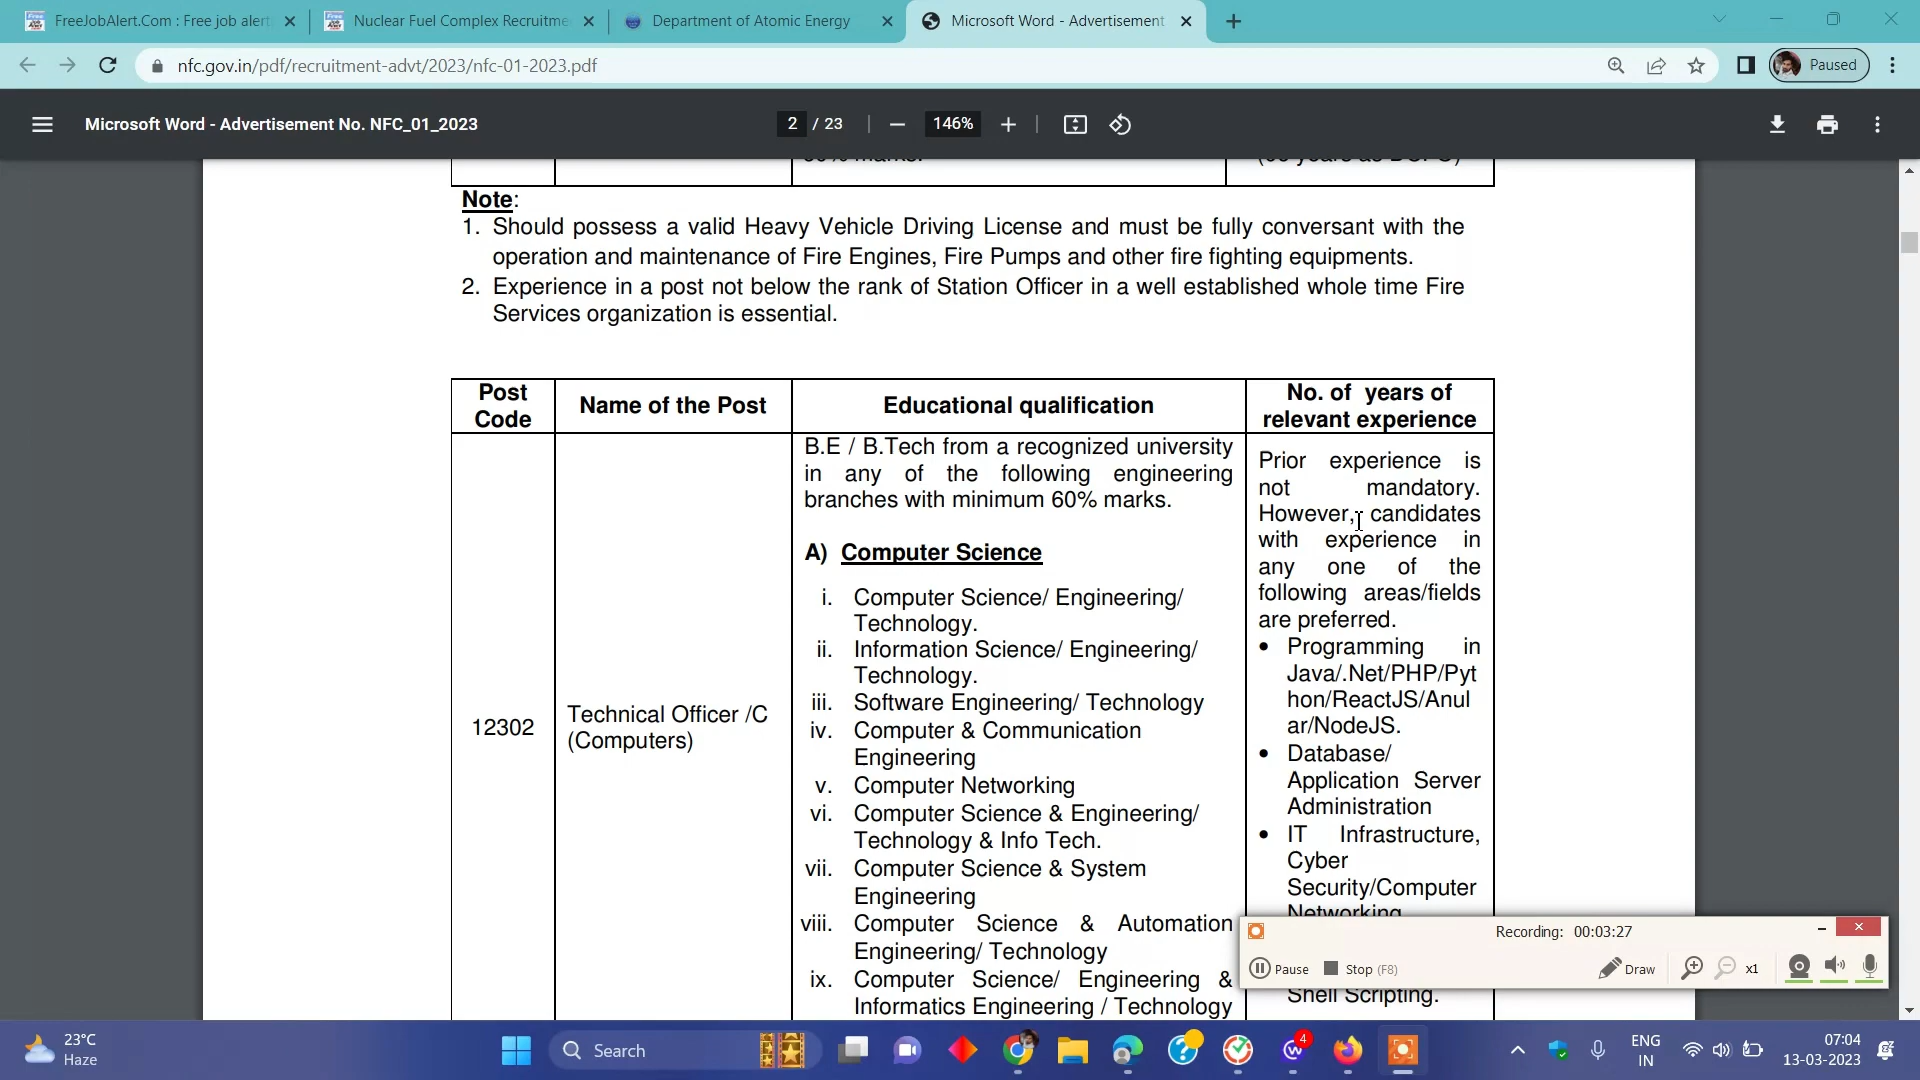 FreeJobAlert.Com : Free job alert
Nuclear Fuel Complex Recruitme
Department of Atomic Energy
Microsoft Word - Advertisement
nfc.gov.in/pdf/recruitment-advt/2023/nfc-01-2023.pdf
Paused
Microsoft Word - Advertisement No. NFC_01_2023
2 / 23
146%
Note:
1. Should possess a valid Heavy Vehicle Driving License and must be fully conversant with the
operation and maintenance of Fire Engines, Fire Pumps and other fire fighting equipments.
2. Experience in a post not below the rank of Station Officer in a well established whole time Fire
Services organization is essential.
Post
Code
Name of the Post
Educational qualification
No. of years of
relevant experience
12302
Technical Officer /C
(Computers)
B.E / B.Tech from a recognized university
in any of the following engineering
branches with minimum 60% marks.
A) Computer Science
i. Computer Science/ Engineering/
Technology.
ii. Information Science/ Engineering/
Technology.
iii. Software Engineering/ Technology
iv. Computer & Communication
Engineering
v. Computer Networking
vi. Computer Science & Engineering/
Technology & Info Tech.
vii. Computer Science & System
Engineering
viii. Computer Science & Automation
Engineering/ Technology
ix. Computer Science/ Engineering &
Informatics Engineering / Technology
Prior experience is
not mandatory.
However, candidates
with experience in
any one of the
following areas/fields
are preferred.
• Programming in
Java/.Net/PHP/Pyt
hon/ReactJS/Anul
ar/NodeJS.
• Database/
Application Server
Administration
• IT Infrastructure,
Cyber
Security/Computer
Networking
Shell Scripting.
Recording: 00:03:27
Pause
Stop (F8)
Draw
x1
23°C
Haze
Search
4
ENG
IN
07:04
13-03-2023